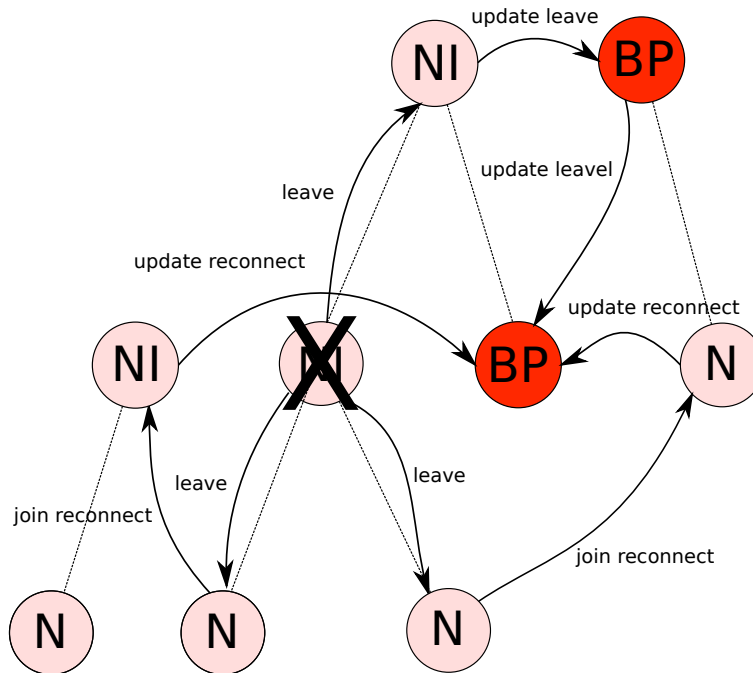 update leave
NI
BP
update leavel
leave
update reconnect
update reconnect
NI
N
BP
N
leave
leave
join reconnect
join reconnect
N
N
N